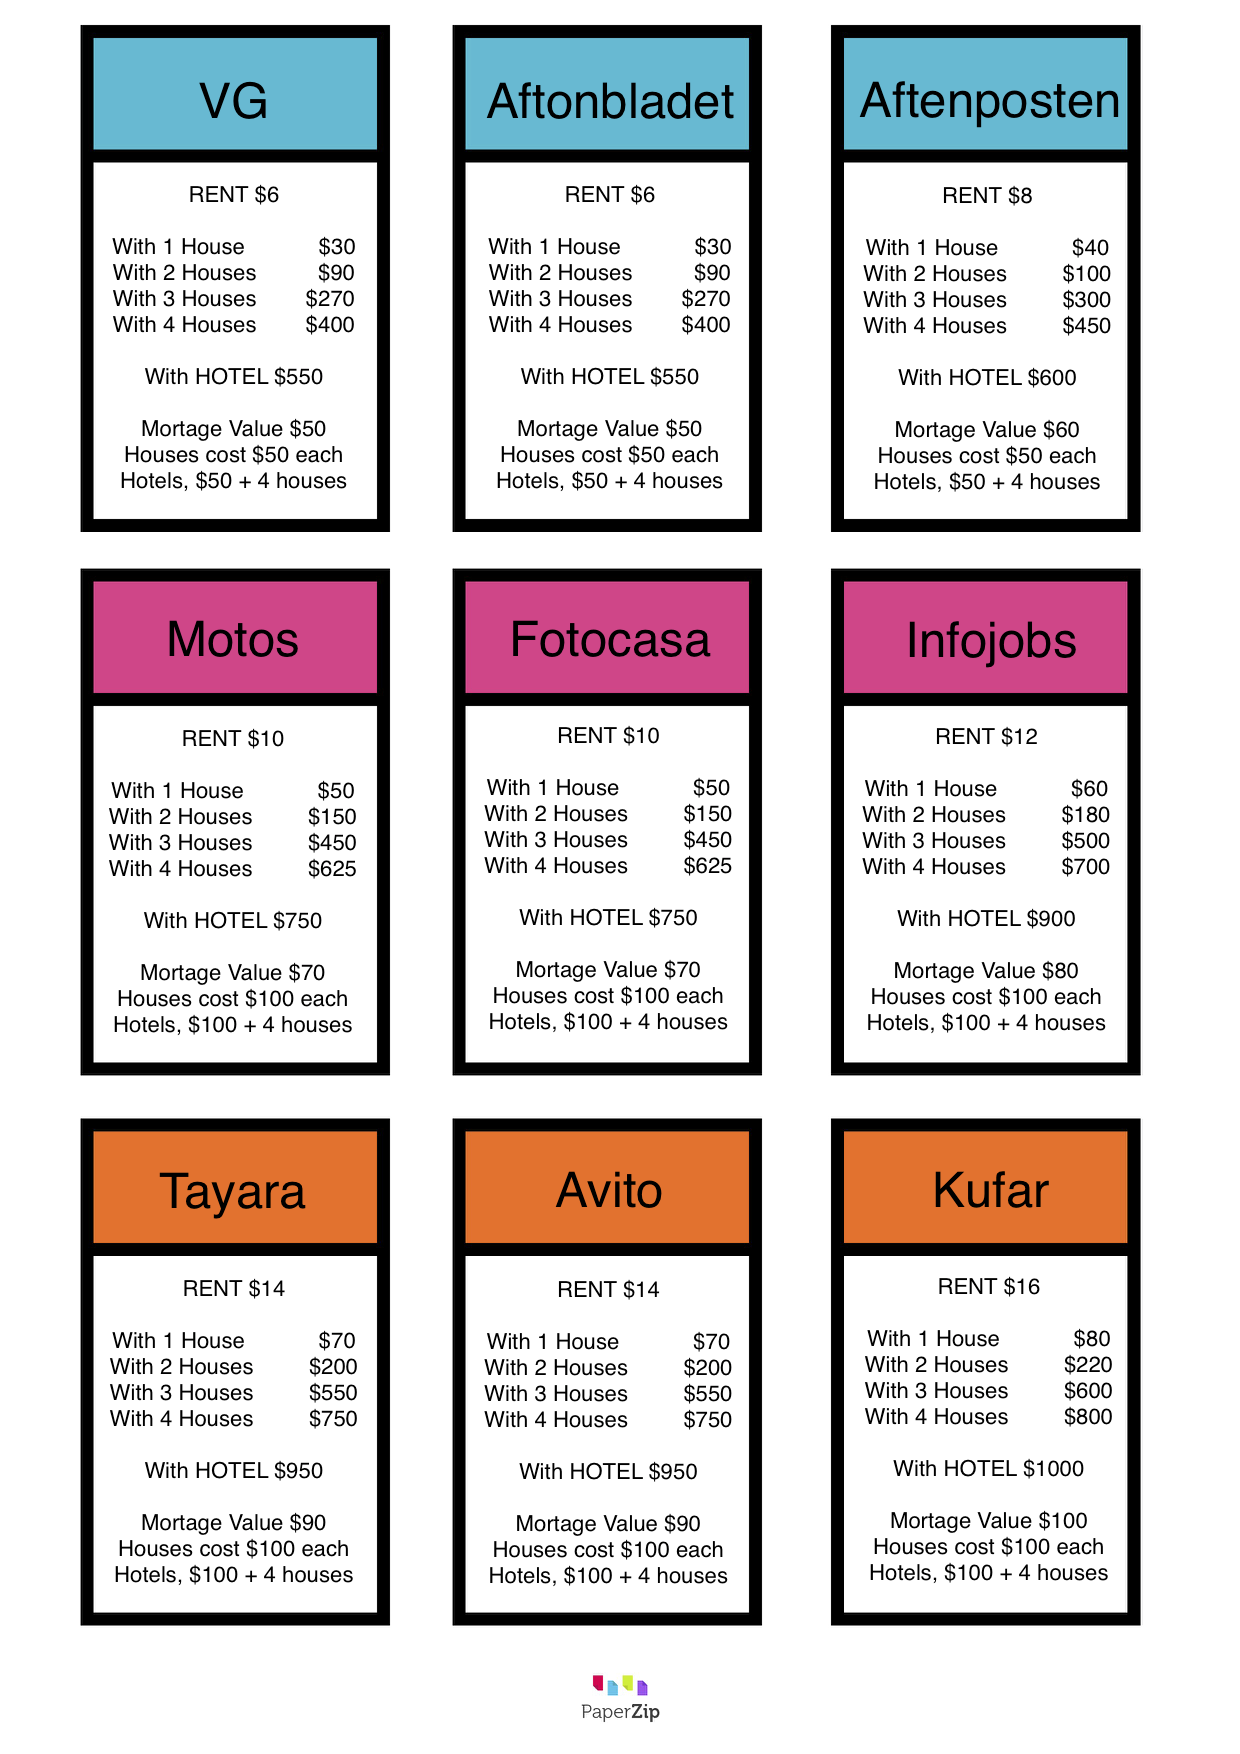 VG
RENT $6
With 1 House $30
With 2 Houses $90
With 3 Houses $270
With 4 Houses $400
With HOTEL $550
Mortage Value $50
Houses cost $50 each
Hotels, $50 + 4 houses
Aftonbladet
RENT $6
With 1 House $30
With 2 Houses $90
With 3 Houses $270
With 4 Houses $400
With HOTEL $550
Mortage Value $50
Houses cost $50 each
Hotels, $50 + 4 houses
Aftenposten
RENT $8
With 1 House $40
With 2 Houses $100
With 3 Houses $300
With 4 Houses $450
With HOTEL $600
Mortage Value $60
Houses cost $50 each
Hotels, $50 + 4 houses
Motos
RENT $10
With 1 House $50
With 2 Houses $150
With 3 Houses $450
With 4 Houses $625
With HOTEL $750
Mortage Value $70
Houses cost $100 each
Hotels, $100 + 4 houses
Fotocasa
RENT $10
With 1 House $50
With 2 Houses $150
With 3 Houses $450
With 4 Houses $625
With HOTEL $750
Mortage Value $70
Houses cost $100 each
Hotels, $100 + 4 houses
Infojobs
RENT $12
With 1 House $60
With 2 Houses $180
With 3 Houses $500
With 4 Houses $700
With HOTEL $900
Mortage Value $80
Houses cost $100 each
Hotels, $100 + 4 houses
Tayara
RENT $14
With 1 House $70
With 2 Houses $200
With 3 Houses $550
With 4 Houses $750
With HOTEL $950
Mortage Value $90
Houses cost $100 each
Hotels, $100 + 4 houses
Avito
RENT $14
With 1 House $70
With 2 Houses $200
With 3 Houses $550
With 4 Houses $750
With HOTEL $950
Mortage Value $90
Houses cost $100 each
Hotels, $100 + 4 houses
Kufar
RENT $16
With 1 House $80
With 2 Houses $220
With 3 Houses $600
With 4 Houses $800
With HOTEL $1000
Mortage Value $100
Houses cost $100 each
Hotels, $100 + 4 houses
PaperZip